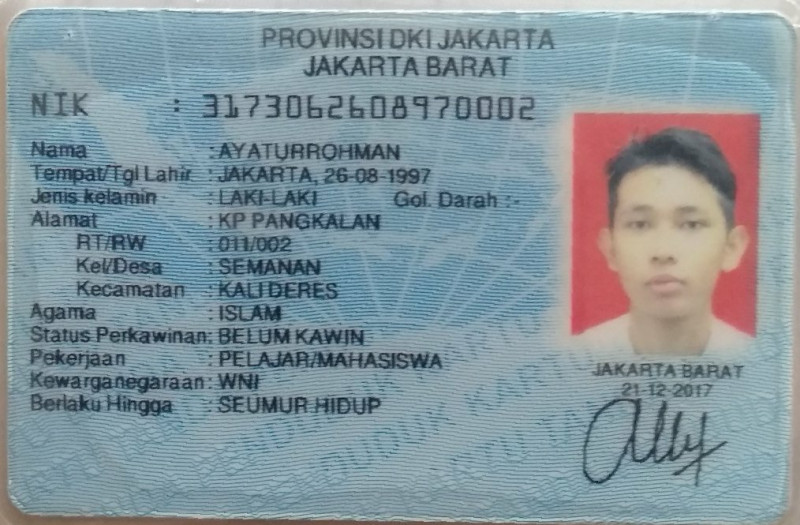 PROVINSI DKI JAKARTA
JAKARTA BARAT
NIK : 3173062608970002
Nama : AYATURROHMAN
Tempat/Tgl Lahir : JAKARTA, 26-08-1997
Jenis kelamin : LAKI-LAKI Gol. Darah :-
Alamat : KP PANGKALAN
RT/RW : 011/002
Kel/Desa : SEMANAN
Kecamatan : KALI DERES
Agama : ISLAM
Status Perkawinan: BELUM KAWIN
Pekerjaan : PELAJAR/MAHASISWA
Kewarganegaraan: WNI
Berlaku Hingga : SEUMUR HIDUP
JAKARTA BARAT
21-12-2017